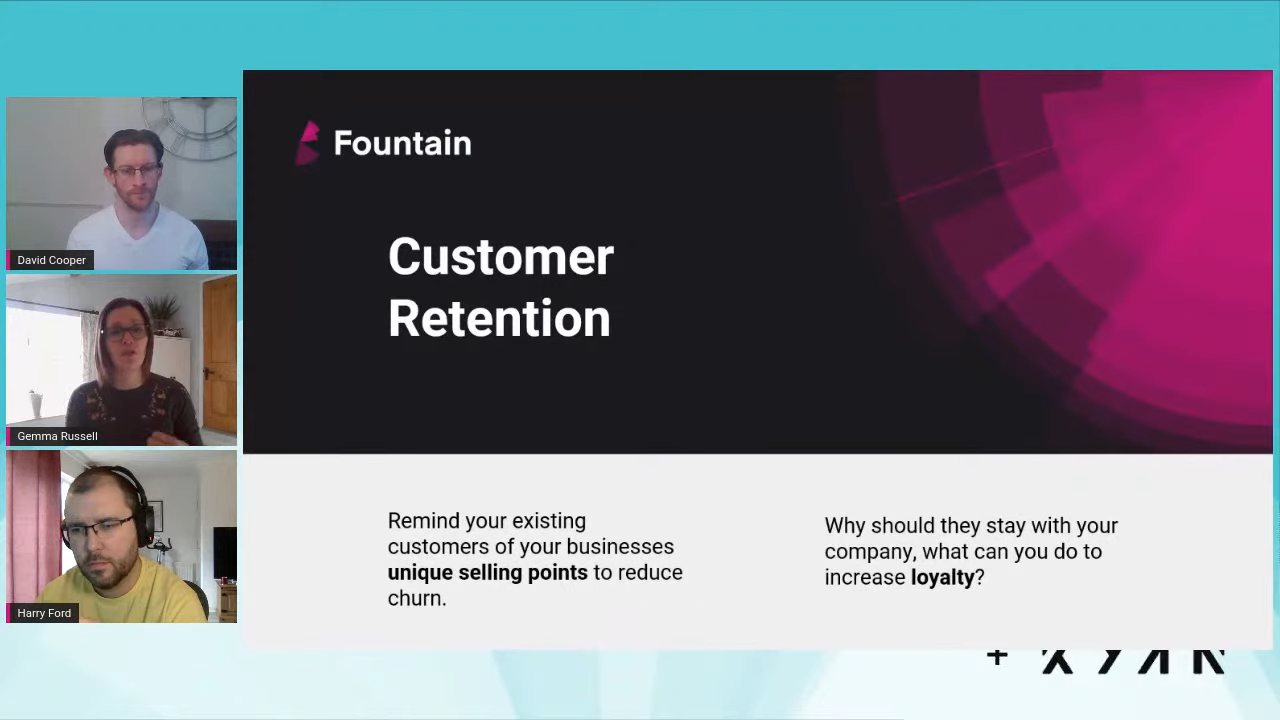 David Cooper
Gemma Russell
Harry Ford
Fountain
Customer
Retention
Remind your existing
customers of your businesses
unique selling points to reduce
churn.
Why should they stay with your
company, what can you do to
increase loyalty?
+